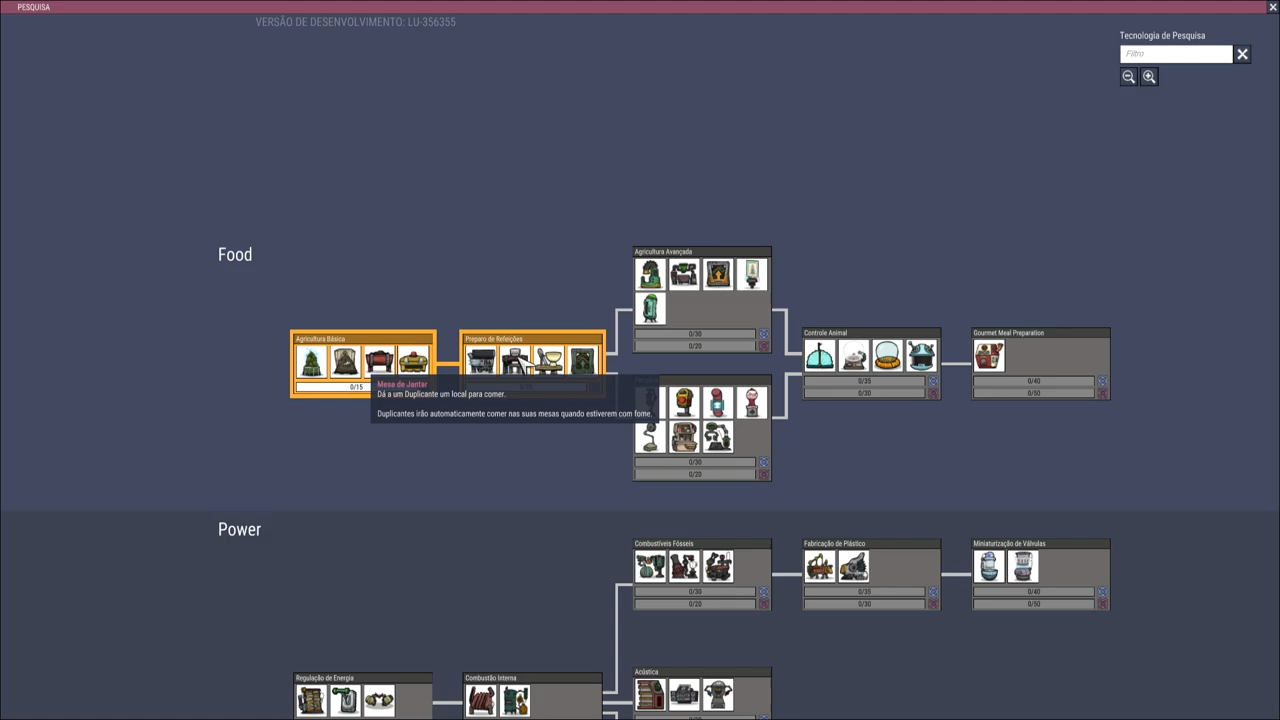 PESQUISA
VERSÃO DE DESENVOLVIMENTO: LU-356355
Tecnologia de Pesquisa
Filtro
Food
Agricultura Avançada
0/30
0/20
Agricultura Básica
0/15
Preparo de Refeições
Controle Animal
0/35
0/30
Gourmet Meal Preparation
0/40
0/50
Mesa de Jantar
Dá a um Duplicante um local para comer.
Duplicantes irão automaticamente comer nas suas mesas quando estiverem com fome.
0/30
0/20
Power
Combustíveis Fósseis
0/30
0/20
Fabricação de Plástico
0/35
0/30
Miniaturização de Válvulas
0/40
0/50
Regulação de Energia
Combustão Interna
Acústica